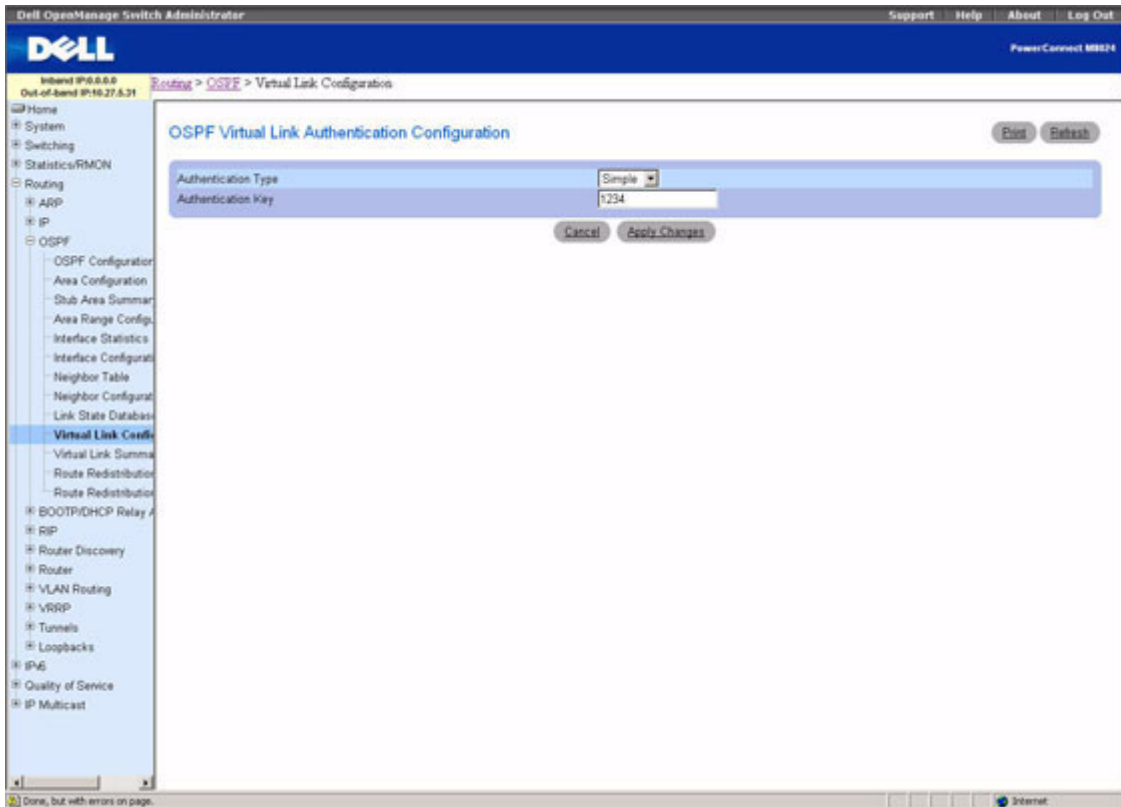 Dell OpenManage Switch Administrator
Support Help About Log Out
DELL
PowerConnect M8024
Inband IP:0.0.0.0
Out-of-band IP:10.27.5.31
Routing > OSPF > Virtual Link Configuration
Home
System
Switching
Statistics/RMON
Routing
ARP
IP
OSPF
OSPF Configuration
Area Configuration
Stub Area Summar
Area Range Configu
Interface Statistics
Interface Configurati
Neighbor Table
Neighbor Configurat
Link State Databas
Virtual Link Confi
Virtual Link Summa
Route Redistributio
Route Redistributio
BOOTP/DHCP Relay A
RIP
Router Discovery
Router
VLAN Routing
VRRP
Tunnels
Loopbacks
IPv6
Quality of Service
IP Multicast
OSPF Virtual Link Authentication Configuration
Print Refresh
Authentication Type Simple
Authentication Key 1234
Cancel Apply Changes
Done, but with errors on page.
Internet